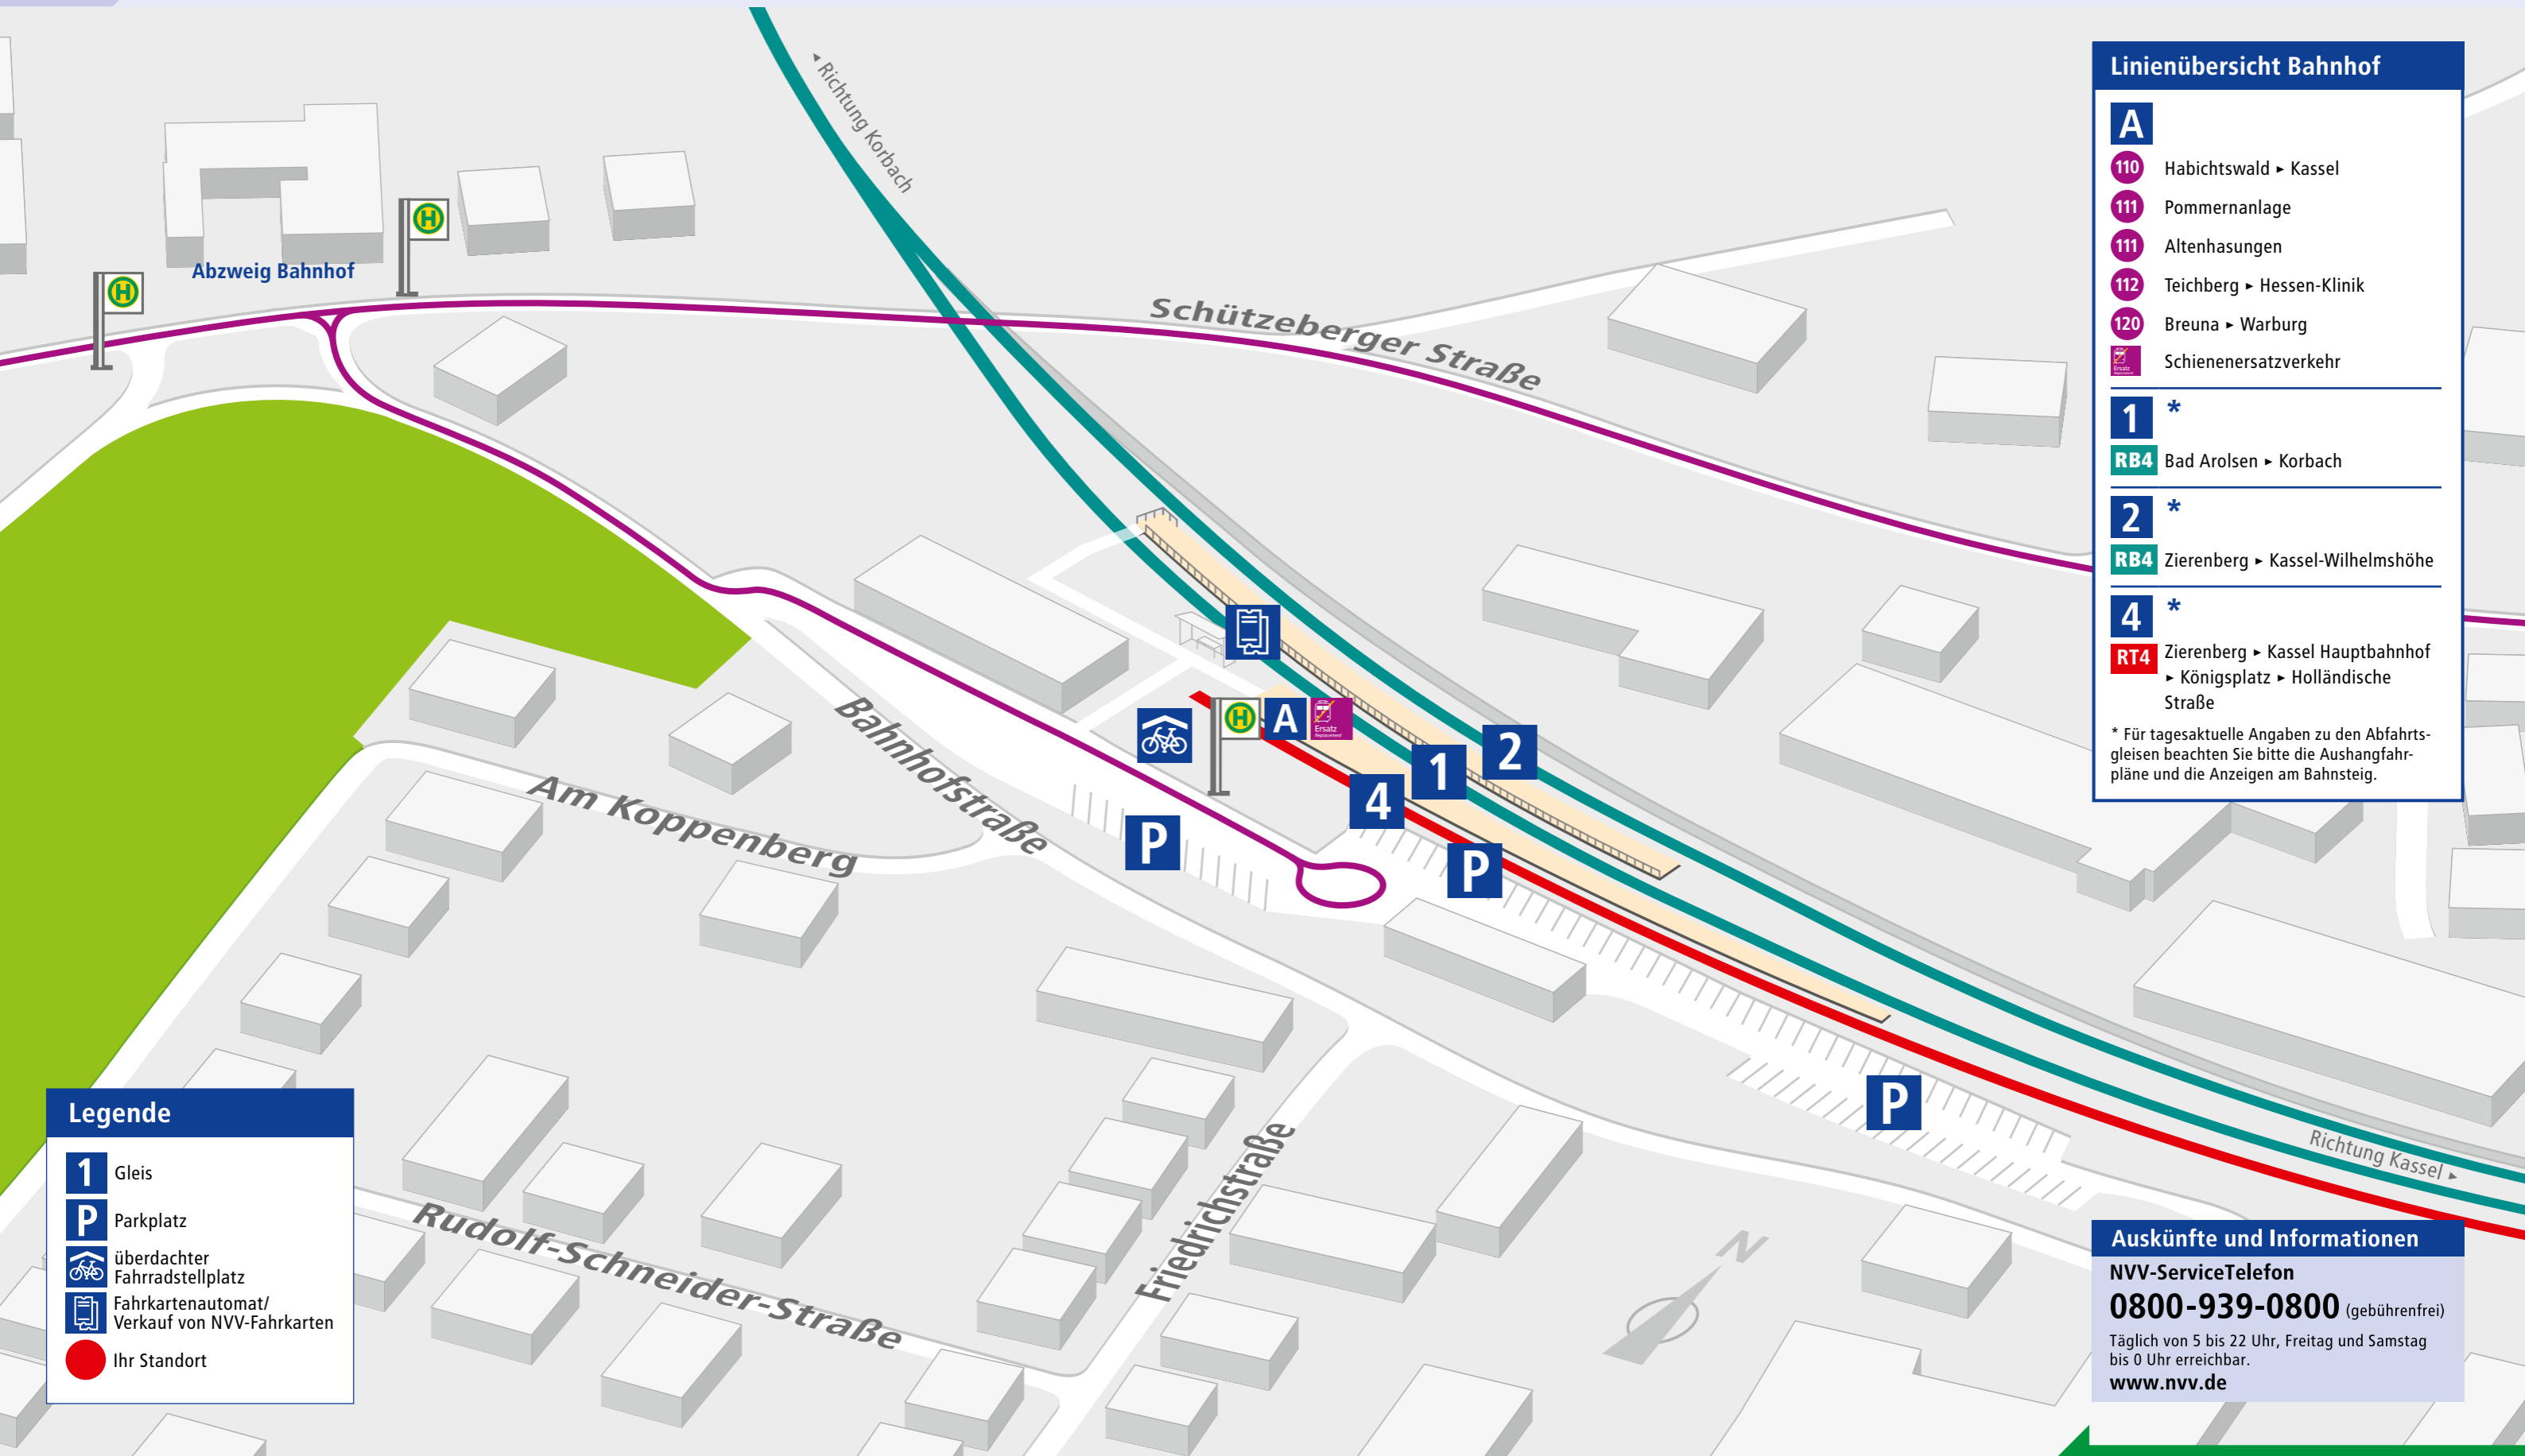 Richtung Korbach
H
Abzweig Bahnhof
H
Schützeberger Straße
H
A
Ersatz
Replacement
1
2
4
P
P
P
Bahnhofstraße
Am Koppenberg
Friedrichstraße
Rudolf-Schneider-Straße
Richtung Kassel
N
Linienübersicht Bahnhof
A
110 Habichtswald ▸ Kassel
111 Pommernanlage
111 Altenhasungen
112 Teichberg ▸ Hessen-Klinik
120 Breuna ▸ Warburg
Ersatz
Replacement
Schienenersatzverkehr
1 *
RB4 Bad Arolsen ▸ Korbach
2 *
RB4 Zierenberg ▸ Kassel-Wilhelmshöhe
4 *
RT4 Zierenberg ▸ Kassel Hauptbahnhof
▸ Königsplatz ▸ Holländische
Straße
* Für tagesaktuelle Angaben zu den Abfahrts-
gleisen beachten Sie bitte die Aushangfahr-
pläne und die Anzeigen am Bahnsteig.
Legende
1 Gleis
P Parkplatz
überdachter
Fahrradstellplatz
Fahrkartenautomat/
Verkauf von NVV-Fahrkarten
Ihr Standort
Auskünfte und Informationen
NVV-ServiceTelefon
0800-939-0800 (gebührenfrei)
Täglich von 5 bis 22 Uhr, Freitag und Samstag
bis 0 Uhr erreichbar.
www.nvv.de